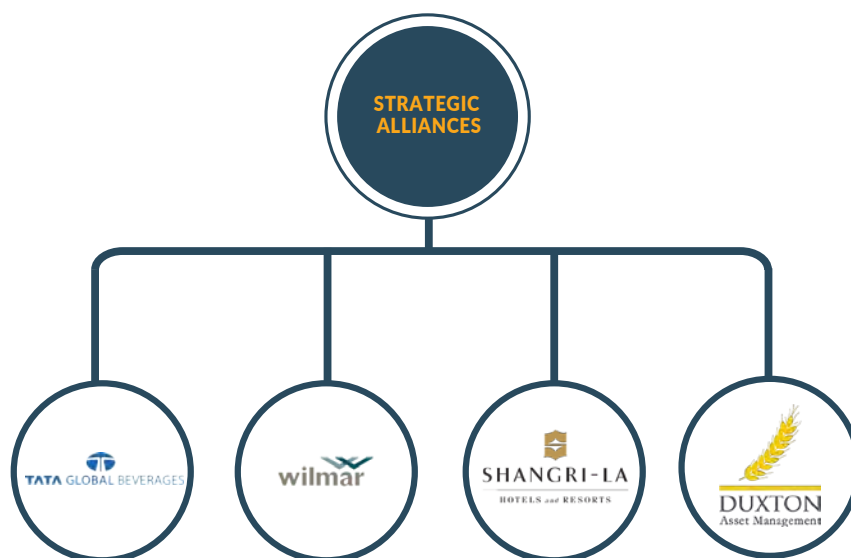 STRATEGIC
ALLIANCES
TATA GLOBAL BEVERAGES
wilmar
SHANGRI-LA
HOTELS and RESORTS
DUXTON
Asset Management